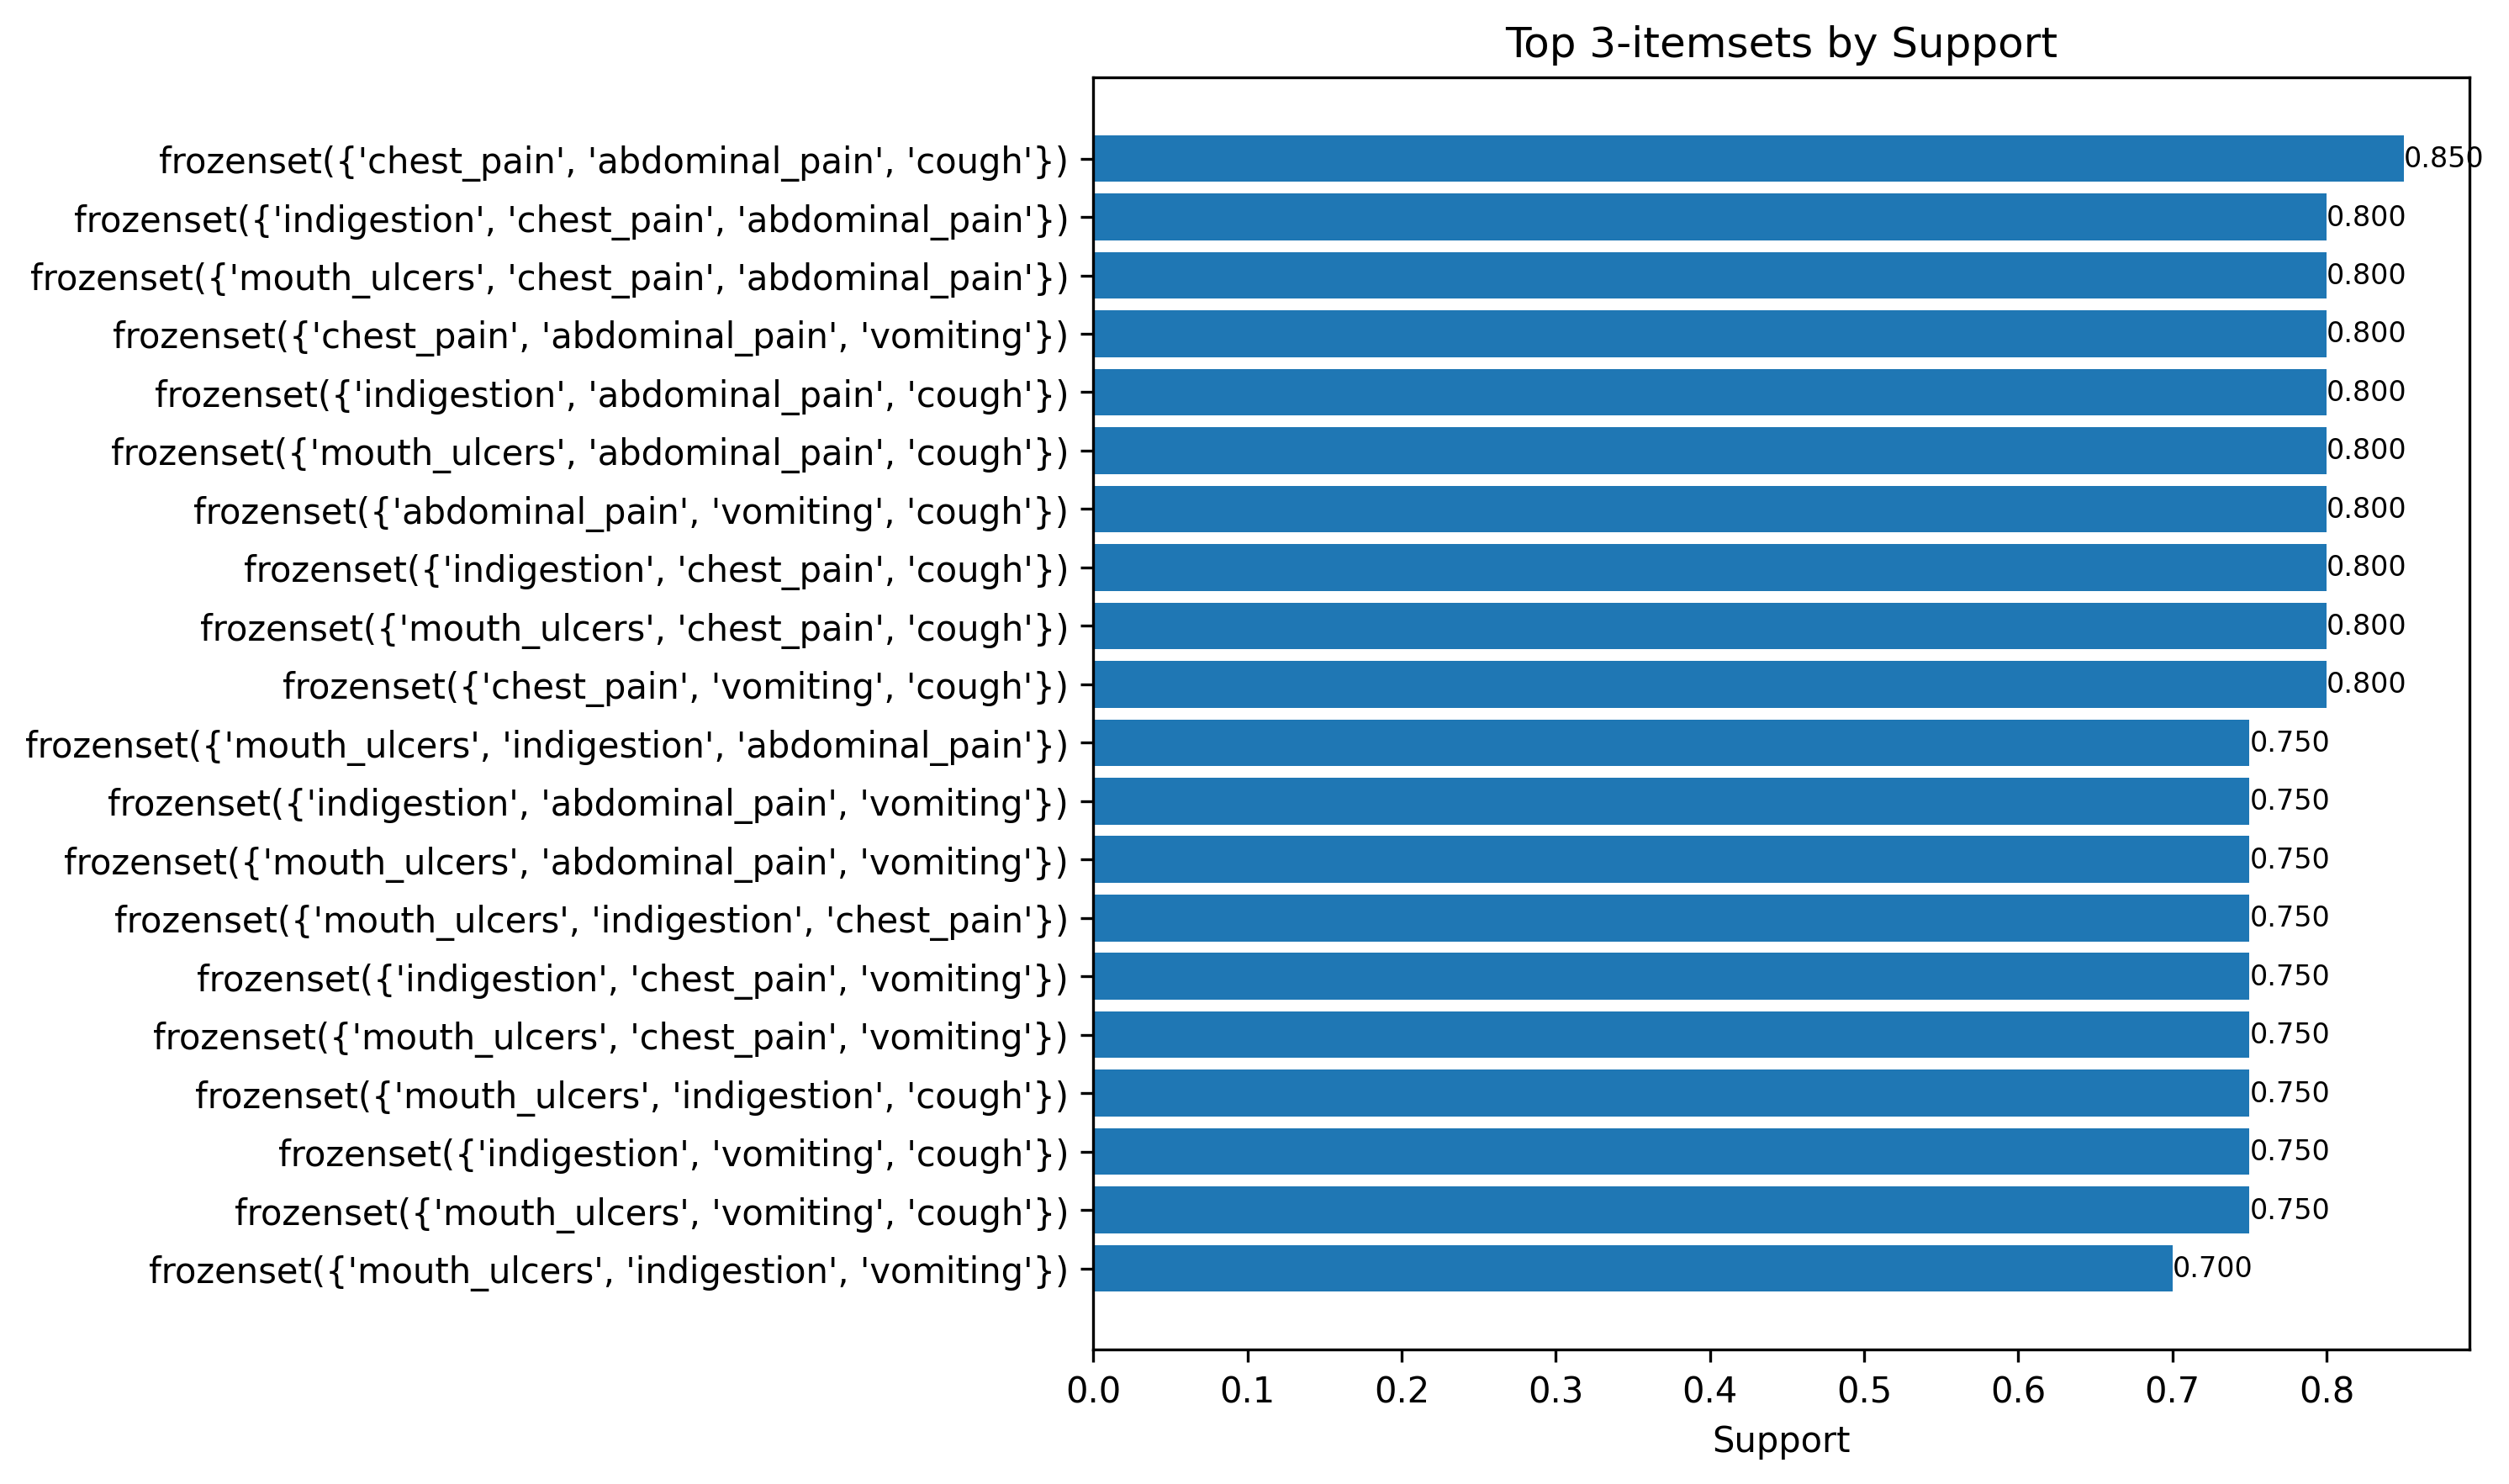 Top 3-itemsets by Support
frozenset({'chest_pain', 'abdominal_pain', 'cough'}) 0.850
frozenset({'indigestion', 'chest_pain', 'abdominal_pain'}) 0.800
frozenset({'mouth_ulcers', 'chest_pain', 'abdominal_pain'}) 0.800
frozenset({'chest_pain', 'abdominal_pain', 'vomiting'}) 0.800
frozenset({'indigestion', 'abdominal_pain', 'cough'}) 0.800
frozenset({'mouth_ulcers', 'abdominal_pain', 'cough'}) 0.800
frozenset({'abdominal_pain', 'vomiting', 'cough'}) 0.800
frozenset({'indigestion', 'chest_pain', 'cough'}) 0.800
frozenset({'mouth_ulcers', 'chest_pain', 'cough'}) 0.800
frozenset({'chest_pain', 'vomiting', 'cough'}) 0.800
frozenset({'mouth_ulcers', 'indigestion', 'abdominal_pain'}) 0.750
frozenset({'indigestion', 'abdominal_pain', 'vomiting'}) 0.750
frozenset({'mouth_ulcers', 'abdominal_pain', 'vomiting'}) 0.750
frozenset({'mouth_ulcers', 'indigestion', 'chest_pain'}) 0.750
frozenset({'indigestion', 'chest_pain', 'vomiting'}) 0.750
frozenset({'mouth_ulcers', 'chest_pain', 'vomiting'}) 0.750
frozenset({'mouth_ulcers', 'indigestion', 'cough'}) 0.750
frozenset({'indigestion', 'vomiting', 'cough'}) 0.750
frozenset({'mouth_ulcers', 'vomiting', 'cough'}) 0.750
frozenset({'mouth_ulcers', 'indigestion', 'vomiting'}) 0.700
0.0 0.1 0.2 0.3 0.4 0.5 0.6 0.7 0.8
Support